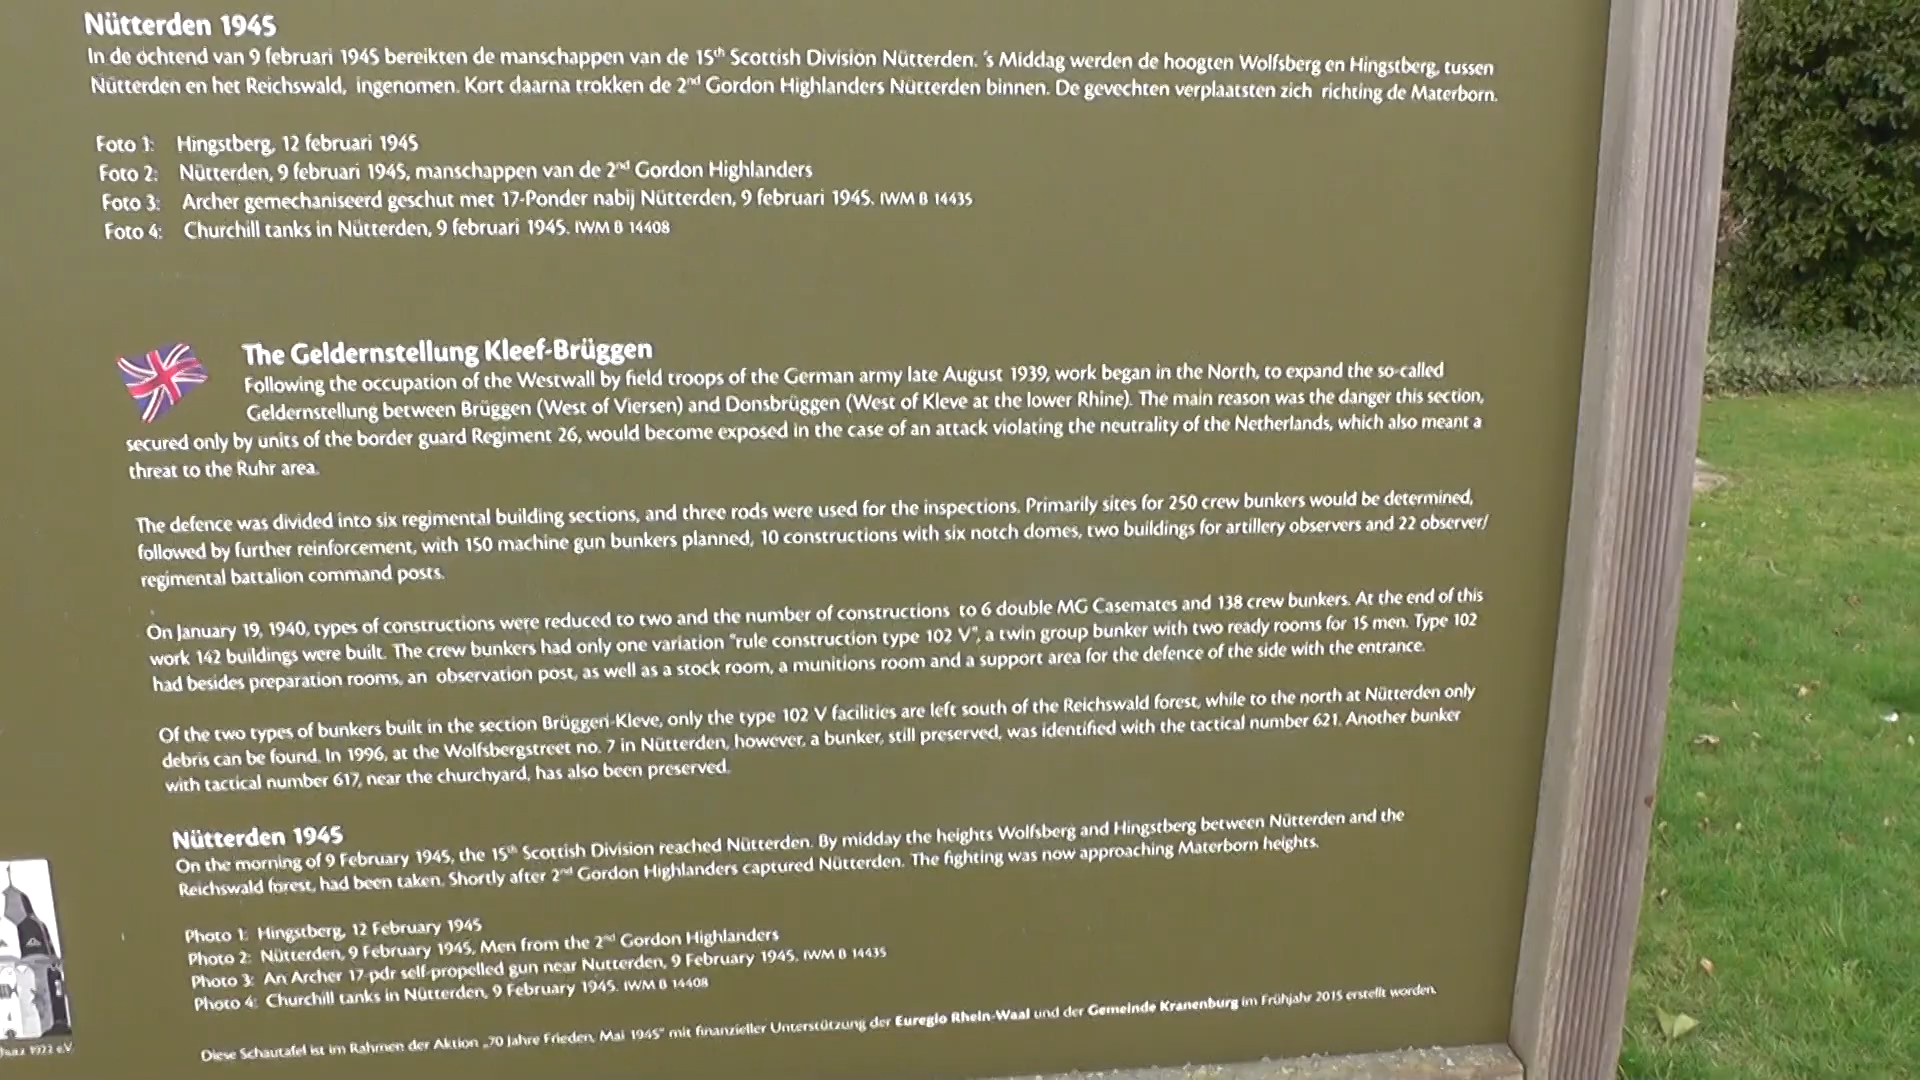 Nütterden 1945
In de ochtend van 9 februari 1945 bereikten de manschappen van de 15th Scottish Division Nütterden. 's Middag werden de hoogten Wolfsberg en Hingstberg, tussen
Nütterden en het Reichswald, ingenomen. Kort daarna trokken de 2nd Gordon Highlanders Nütterden binnen. De gevechten verplaatsten zich richting de Materborn.
Foto 1: Hingstberg, 12 februari 1945
Foto 2: Nütterden, 9 februari 1945, manschappen van de 2nd Gordon Highlanders
Foto 3: Archer gemechaniseerd geschut met 17-Ponder nabij Nütterden, 9 februari 1945. IWM B 14435
Foto 4: Churchill tanks in Nütterden, 9 februari 1945. IWM B 14408
The Geldernstellung Kleef-Brüggen
Following the occupation of the Westwall by field troops of the German army late August 1939, work began in the North, to expand the so-called
Geldernstellung between Brüggen (West of Viersen) and Donsbrüggen (West of Kleve at the lower Rhine). The main reason was the danger this section,
secured only by units of the border guard Regiment 26, would become exposed in the case of an attack violating the neutrality of the Netherlands, which also meant a
threat to the Ruhr area.
The defence was divided into six regimental building sections, and three rods were used for the inspections. Primarily sites for 250 crew bunkers would be determined,
followed by further reinforcement, with 150 machine gun bunkers planned, 10 constructions with six notch domes, two buildings for artillery observers and 22 observer/
regimental battalion command posts.
On January 19, 1940, types of constructions were reduced to two and the number of constructions to 6 double MG Casemates and 138 crew bunkers. At the end of this
work 142 buildings were built. The crew bunkers had only one variation "rule construction type 102 V", a twin group bunker with two ready rooms for 15 men. Type 102
had besides preparation rooms, an observation post, as well as a stock room, a munitions room and a support area for the defence of the side with the entrance.
Of the two types of bunkers built in the section Brüggen-Kleve, only the type 102 V facilities are left south of the Reichswald forest, while to the north at Nütterden only
debris can be found. In 1996, at the Wolfsbergstreet no. 7 in Nütterden, however, a bunker, still preserved, was identified with the tactical number 621. Another bunker
with tactical number 617, near the churchyard, has also been preserved.
Nütterden 1945
On the morning of 9 February 1945, the 15th Scottish Division reached Nütterden. By midday the heights Wolfsberg and Hingstberg between Nütterden and the
Reichswald forest, had been taken. Shortly after 2nd Gordon Highlanders captured Nütterden. The fighting was now approaching Materborn heights.
Photo 1: Hingstberg, 12 February 1945
Photo 2: Nütterden, 9 February 1945, Men from the 2nd Gordon Highlanders
Photo 3: An Archer 17-pdr self-propelled gun near Nutterden, 9 February 1945. IWM B 14435
Photo 4: Churchill tanks in Nütterden, 9 February 1945. IWM B 14408
Diese Schautafel ist im Rahmen der Aktion „70 Jahre Frieden, Mai 1945" mit finanzieller Unterstützung der Euregio Rhein-Waal und der Gemeinde Kranenburg im Frühjahr 2015 erstellt worden.
1922 e.V.